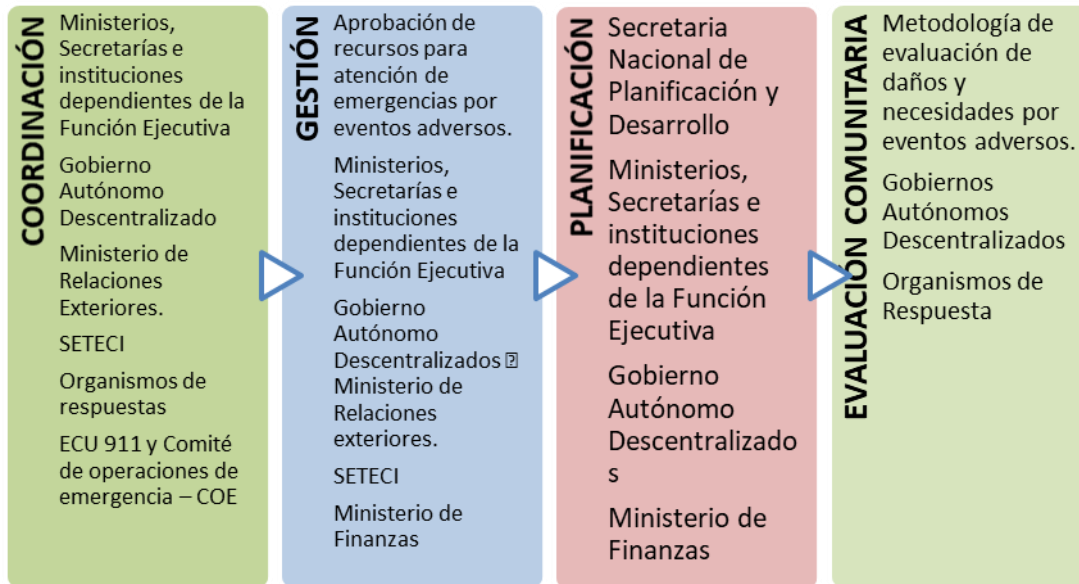 COORDINACIÓN
Ministerios,
Secretarías e
instituciones
dependientes de la
Función Ejecutiva
Gobierno
Autónomo
Descentralizado
Ministerio de
Relaciones
Exteriores.
SETECI
Organismos de
respuestas
ECU 911 y Comité
de operaciones de
emergencia – COE
GESTIÓN
Aprobación de
recursos para
atención de
emergencias por
eventos adversos.
Ministerios,
Secretarías e
instituciones
dependientes de la
Función Ejecutiva
Gobierno
Autónomo
Descentralizados
Ministerio de
Relaciones
exteriores.
SETECI
Ministerio de
Finanzas
PLANIFICACIÓN
Secretaria
Nacional de
Planificación y
Desarrollo
Ministerios,
Secretarías e
instituciones
dependientes
de la Función
Ejecutiva
Gobierno
Autónomo
Descentralizado
s
Ministerio de
Finanzas
EVALUACIÓN COMUNITARIA
Metodología de
evaluación de
daños y
necesidades por
eventos adversos.
Gobiernos
Autónomos
Descentralizados
Organismos de
Respuesta